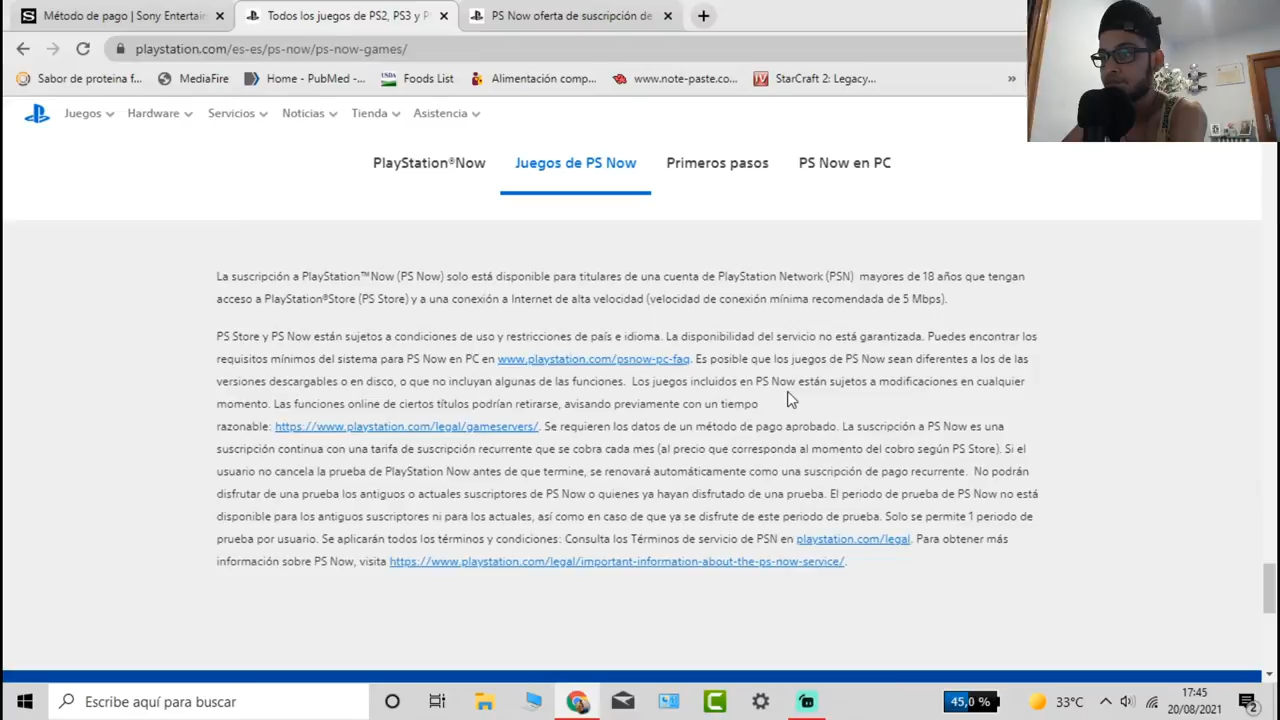 Método de pago | Sony Entertain
Todos los juegos de PS2, PS3 y P
PS Now oferta de suscripción de
playstation.com/es-es/ps-now/ps-now-games/
Sabor de proteina f...
MediaFire
Home - PubMed -...
Foods List
Alimentación comp...
www.note-paste.co...
StarCraft 2: Legacy...
»
Juegos
Hardware
Servicios
Noticias
Tienda
Asistencia
PlayStation®Now
Juegos de PS Now
Primeros pasos
PS Now en PC
La suscripción a PlayStation™Now (PS Now) solo está disponible para titulares de una cuenta de PlayStation Network (PSN) mayores de 18 años que tengan
acceso a PlayStation®Store (PS Store) y a una conexión a Internet de alta velocidad (velocidad de conexión mínima recomendada de 5 Mbps).
PS Store y PS Now están sujetos a condiciones de uso y restricciones de país e idioma. La disponibilidad del servicio no está garantizada. Puedes encontrar los
requisitos mínimos del sistema para PS Now en PC en www.playstation.com/psnow-pc-faq. Es posible que los juegos de PS Now sean diferentes a los de las
versiones descargables o en disco, o que no incluyan algunas de las funciones. Los juegos incluidos en PS Now están sujetos a modificaciones en cualquier
momento. Las funciones online de ciertos títulos podrían retirarse, avisando previamente con un tiempo
razonable: https://www.playstation.com/legal/gameservers/. Se requieren los datos de un método de pago aprobado. La suscripción a PS Now es una
suscripción continua con una tarifa de suscripción recurrente que se cobra cada mes (al precio que corresponda al momento del cobro según PS Store). Si el
usuario no cancela la prueba de PlayStation Now antes de que termine, se renovará automáticamente como una suscripción de pago recurrente. No podrán
disfrutar de una prueba los antiguos o actuales suscriptores de PS Now o quienes ya hayan disfrutado de una prueba. El periodo de prueba de PS Now no está
disponible para los antiguos suscriptores ni para los actuales, así como en caso de que ya se disfrute de este periodo de prueba. Solo se permite 1 periodo de
prueba por usuario. Se aplicarán todos los términos y condiciones: Consulta los Términos de servicio de PSN en playstation.com/legal. Para obtener más
información sobre PS Now, visita https://www.playstation.com/legal/important-information-about-the-ps-now-service/.
Escribe aquí para buscar
45,0 %
33°C
17:45
20/08/2021
2